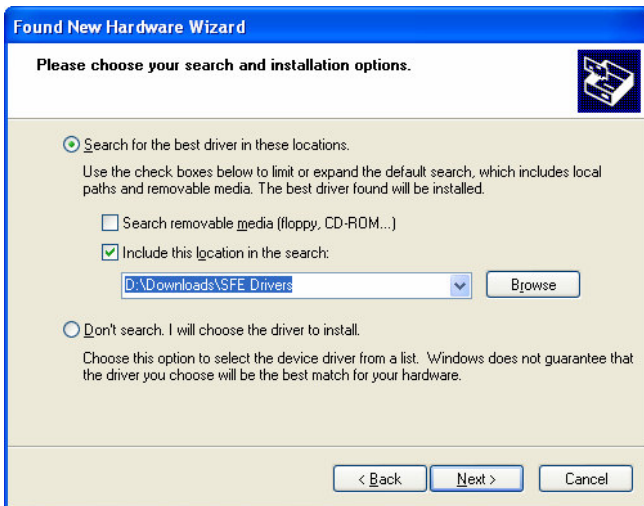 Found New Hardware Wizard
Please choose your search and installation options.
Search for the best driver in these locations.
Use the check boxes below to limit or expand the default search, which includes local
paths and removable media. The best driver found will be installed.
Search removable media (floppy, CD-ROM...)
Include this location in the search:
D:\Downloads\SFE Drivers
Browse
Don't search. I will choose the driver to install.
Choose this option to select the device driver from a list. Windows does not guarantee that
the driver you choose will be the best match for your hardware.
< Back Next > Cancel